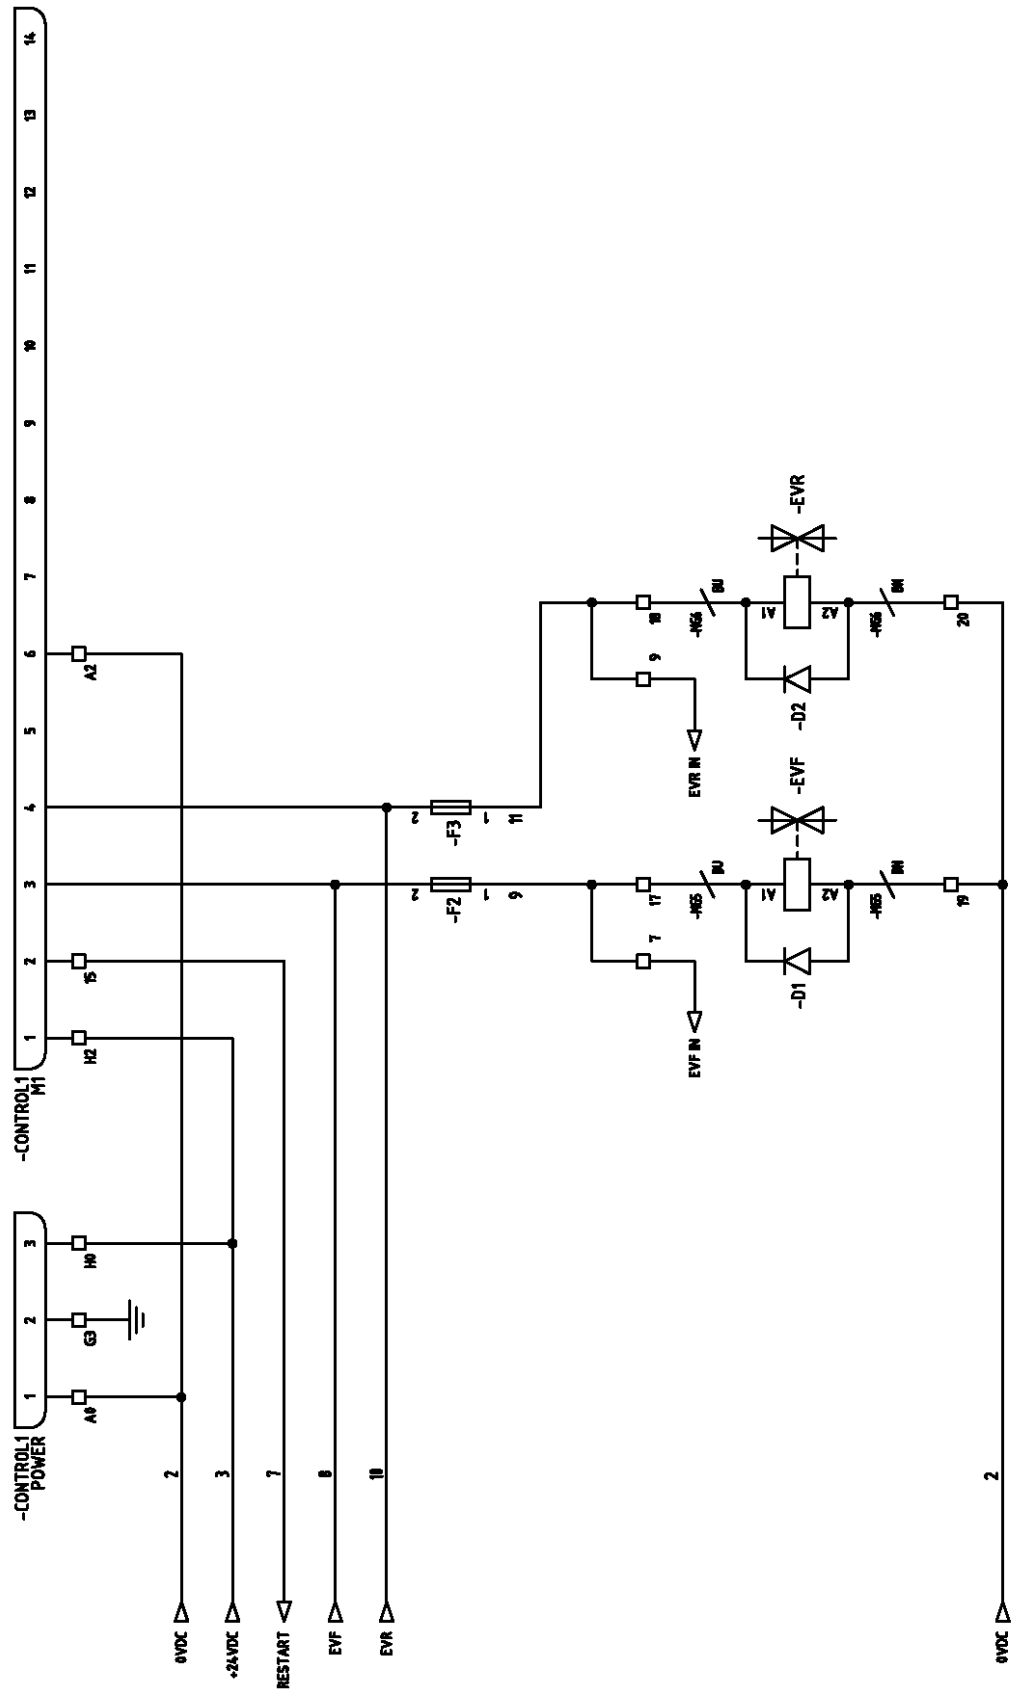 -CONTROL1
POWER
1
2
3
-CONTROL1
M1
1
2
3
4
5
6
7
8
9
10
11
12
13
14
A0
G3
H0
H2
15
A2
0VDC
2
+24VDC
3
RESTART
7
EVF
8
EVR
10
2
-F2
1
9
2
-F3
1
11
EVF IN
7
17
EVR IN
9
18
-MG5
BU
-MG6
BU
-D1
A1
A2
-EVF
-D2
A1
A2
-EVR
-MG5
BN
-MG6
BN
19
20
0VDC
2